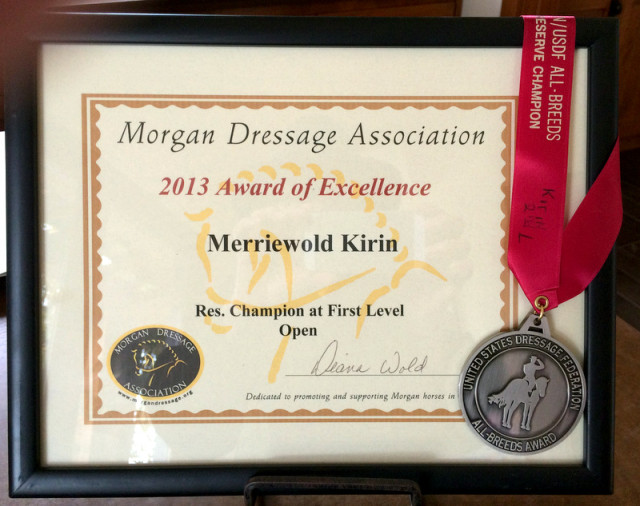 Morgan Dressage Association
2013 Award of Excellence
Merriewold Kirin
Res. Champion at First Level
Open
Diana Wold
Dedicated to promoting and supporting Morgan horses in
MORGAN DRESSAGE
ASSOCIATION
www.morgandressage.org
/USDF ALL-BREEDS
ESERVE CHAMPION
Kirin
UNITED STATES DRESSAGE FEDERATION
ALL-BREEDS AWARD